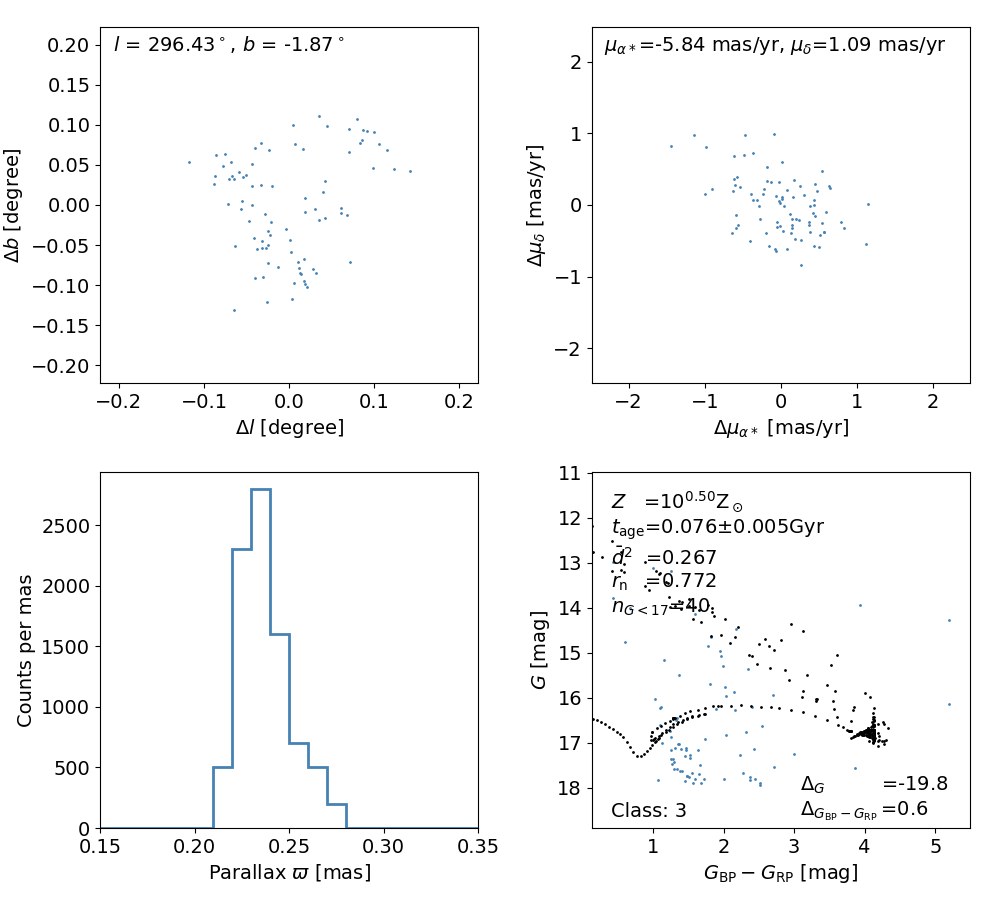 l = 296.43°, b = -1.87°
0.20
0.15
0.10
0.05
0.00
−0.05
−0.10
−0.15
−0.20
Δb [degree]
−0.2 −0.1 0.0 0.1 0.2
Δl [degree]
μα*=-5.84 mas/yr, μδ=1.09 mas/yr
2
1
0
−1
−2
Δμδ [mas/yr]
−2 −1 0 1 2
Δμα* [mas/yr]
2500
2000
1500
1000
500
0
Counts per mas
0.15 0.20 0.25 0.30 0.35
Parallax ϖ [mas]
11
12
13
14
15
16
17
18
G [mag]
Z =10^0.50 Z⊙
t_age=0.076±0.005Gyr
d̄² =0.267
r_n =0.772
n_G<17=40
Δ_G =-19.8
Δ_G_BP−G_RP =0.6
Class: 3
1 2 3 4 5
G_BP − G_RP [mag]